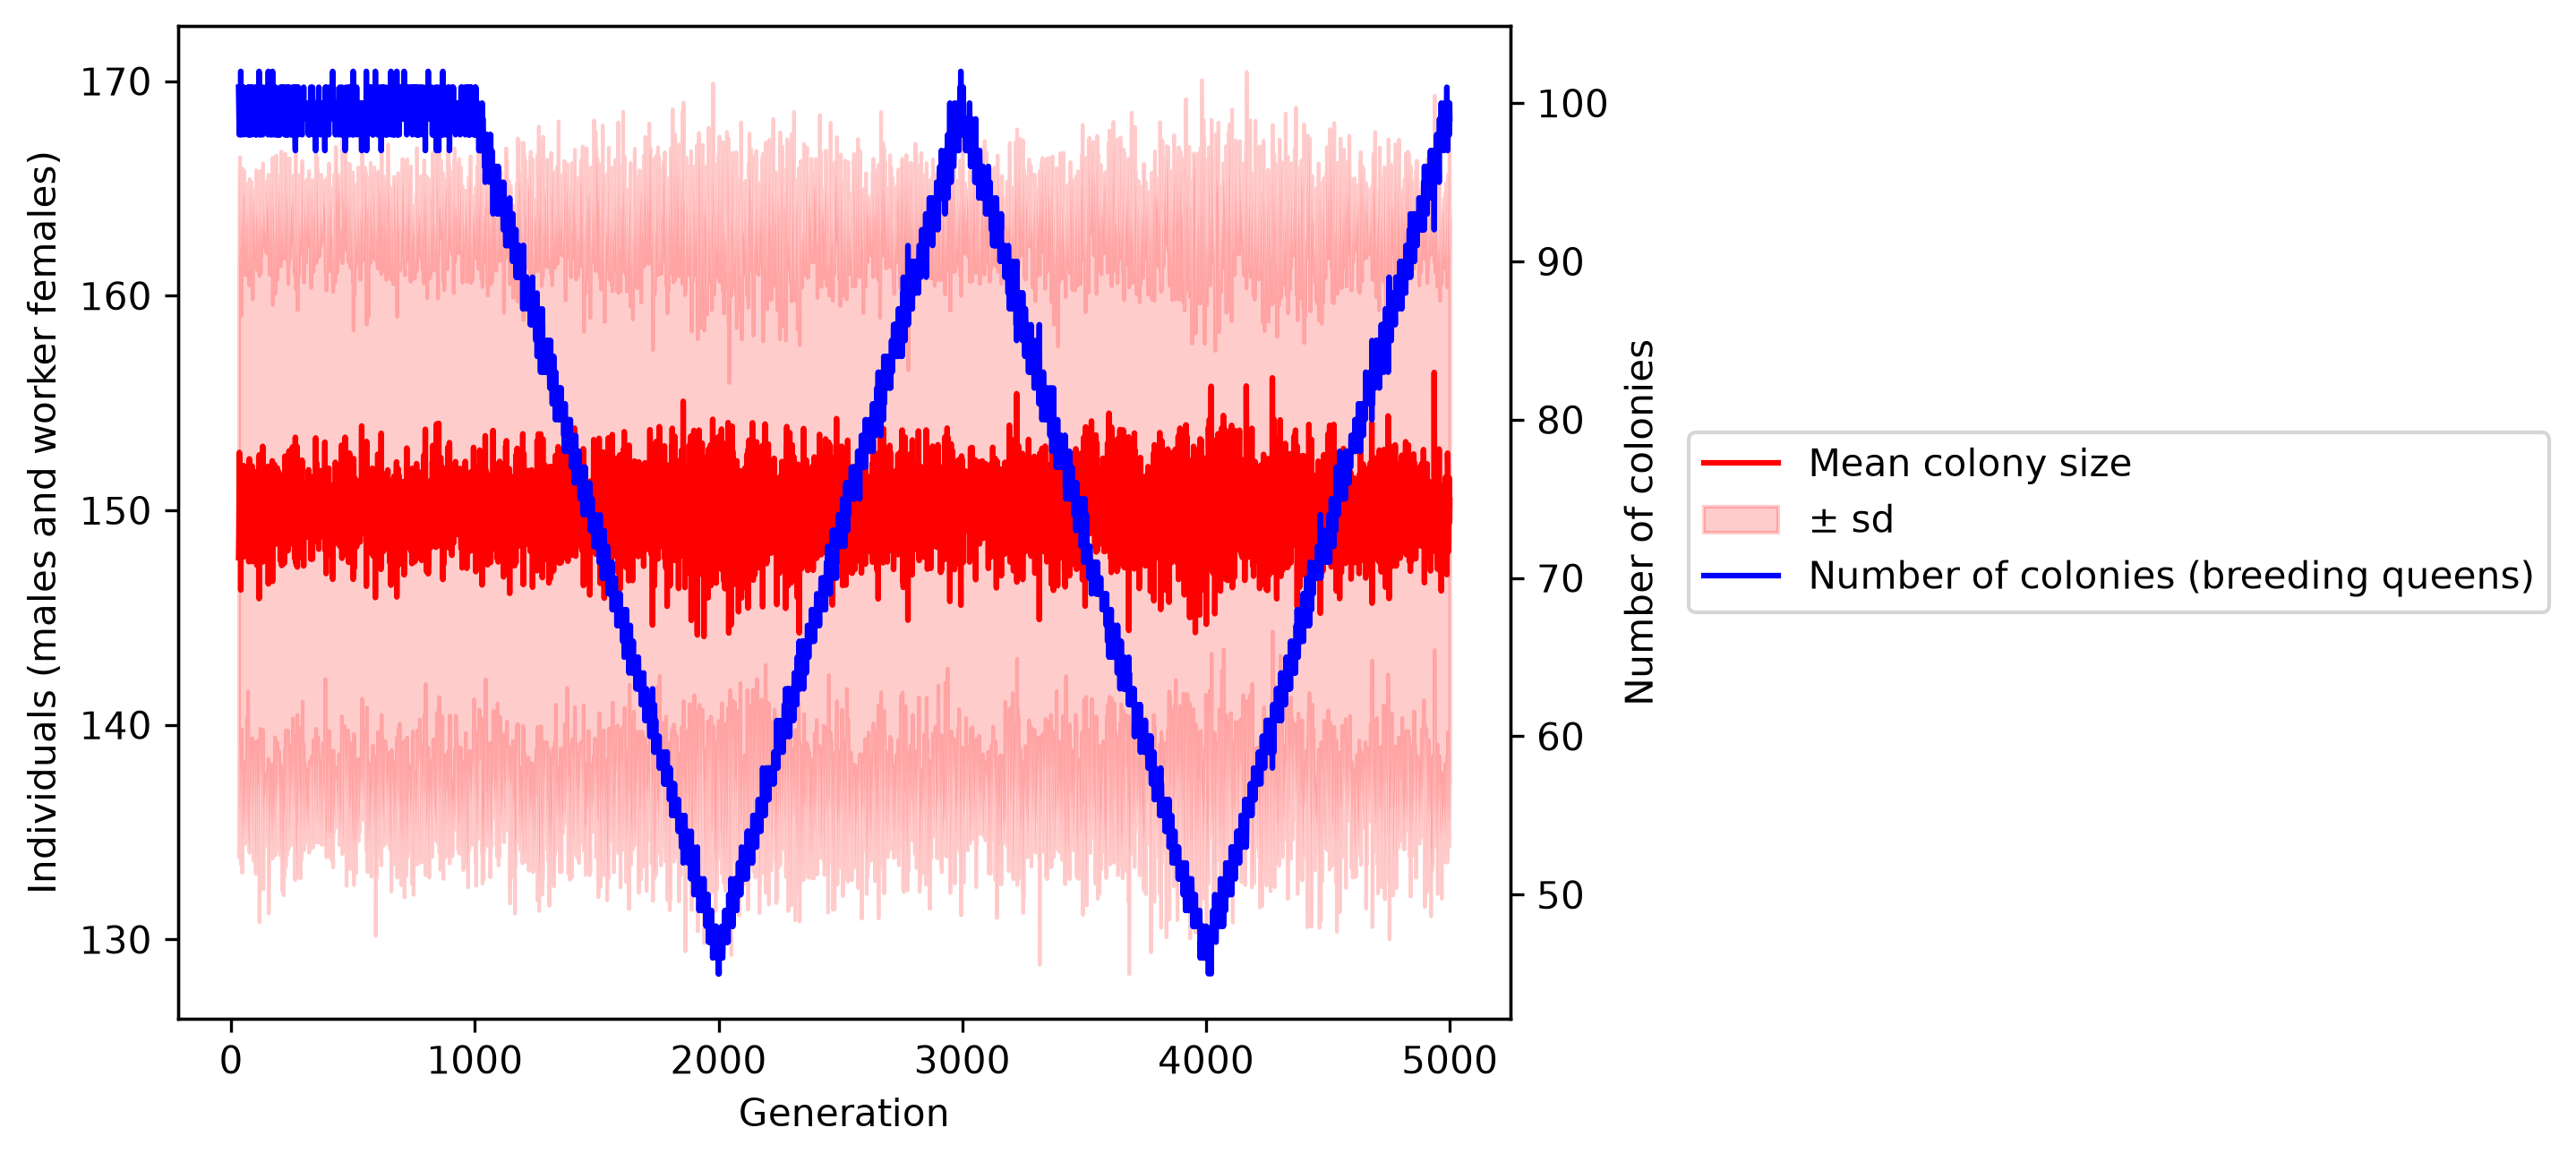 170
160
150
140
130
Individuals (males and worker females)
0
1000
2000
3000
4000
5000
Generation
100
90
80
70
60
50
Number of colonies
Mean colony size
± sd
Number of colonies (breeding queens)